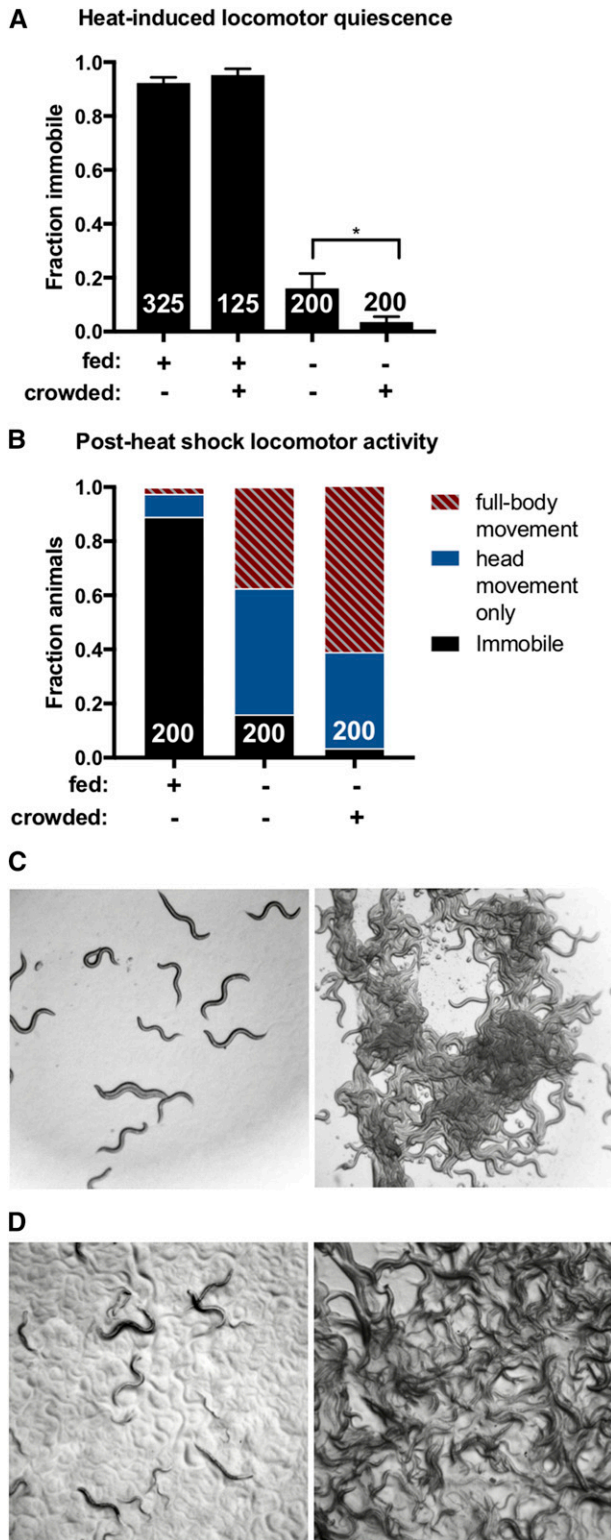 A
Heat-induced locomotor quiescence
Fraction immobile
1.0
0.8
0.6
0.4
0.2
0.0
*
325
125
200
200
fed: + + - -
crowded: - + - +
B
Post-heat shock locomotor activity
Fraction animals
1.0
0.8
0.6
0.4
0.2
0.0
200
200
200
full-body
movement
head
movement
only
Immobile
fed: + - -
crowded: - - +
C
D